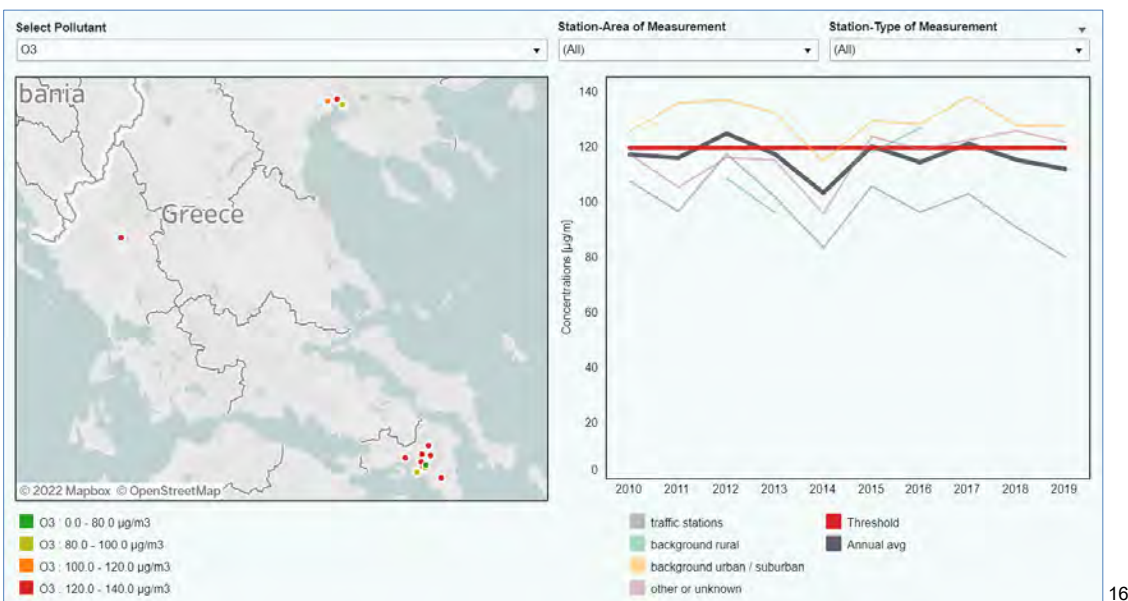 Select Pollutant
O3
Station-Area of Measurement
(All)
Station-Type of Measurement
(All)
bania
Greece
© 2022 Mapbox © OpenStreetMap
O3 : 0.0 - 80.0 µg/m3
O3 : 80.0 - 100.0 µg/m3
O3 : 100.0 - 120.0 µg/m3
O3 : 120.0 - 140.0 µg/m3
Concentrations [µg/m]
140
120
100
80
60
40
20
0
2010 2011 2012 2013 2014 2015 2016 2017 2018 2019
traffic stations
background rural
background urban / suburban
other or unknown
Threshold
Annual avg
16